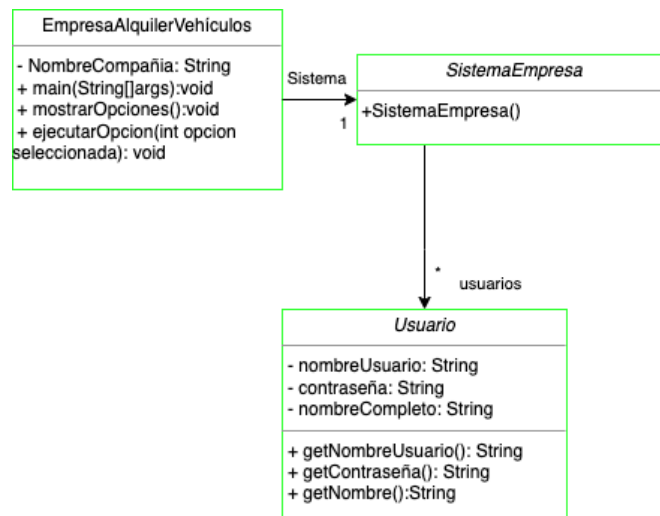 EmpresaAlquilerVehículos
- NombreCompañia: String
+ main(String[]args):void
+ mostrarOpciones():void
+ ejecutarOpcion(int opcion
seleccionada): void
Sistema
1
SistemaEmpresa
+SistemaEmpresa()
*
usuarios
Usuario
- nombreUsuario: String
- contraseña: String
- nombreCompleto: String
+ getNombreUsuario(): String
+ getContraseña(): String
+ getNombre():String